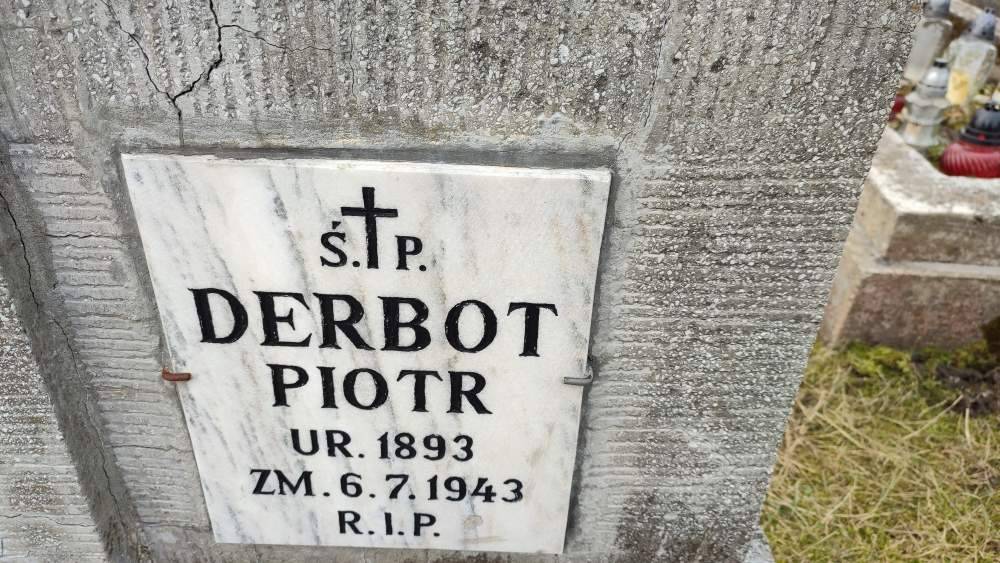 Ś. P.
DERBOT
PIOTR
UR. 1893
ZM. 6. 7. 1943
R. I. P.